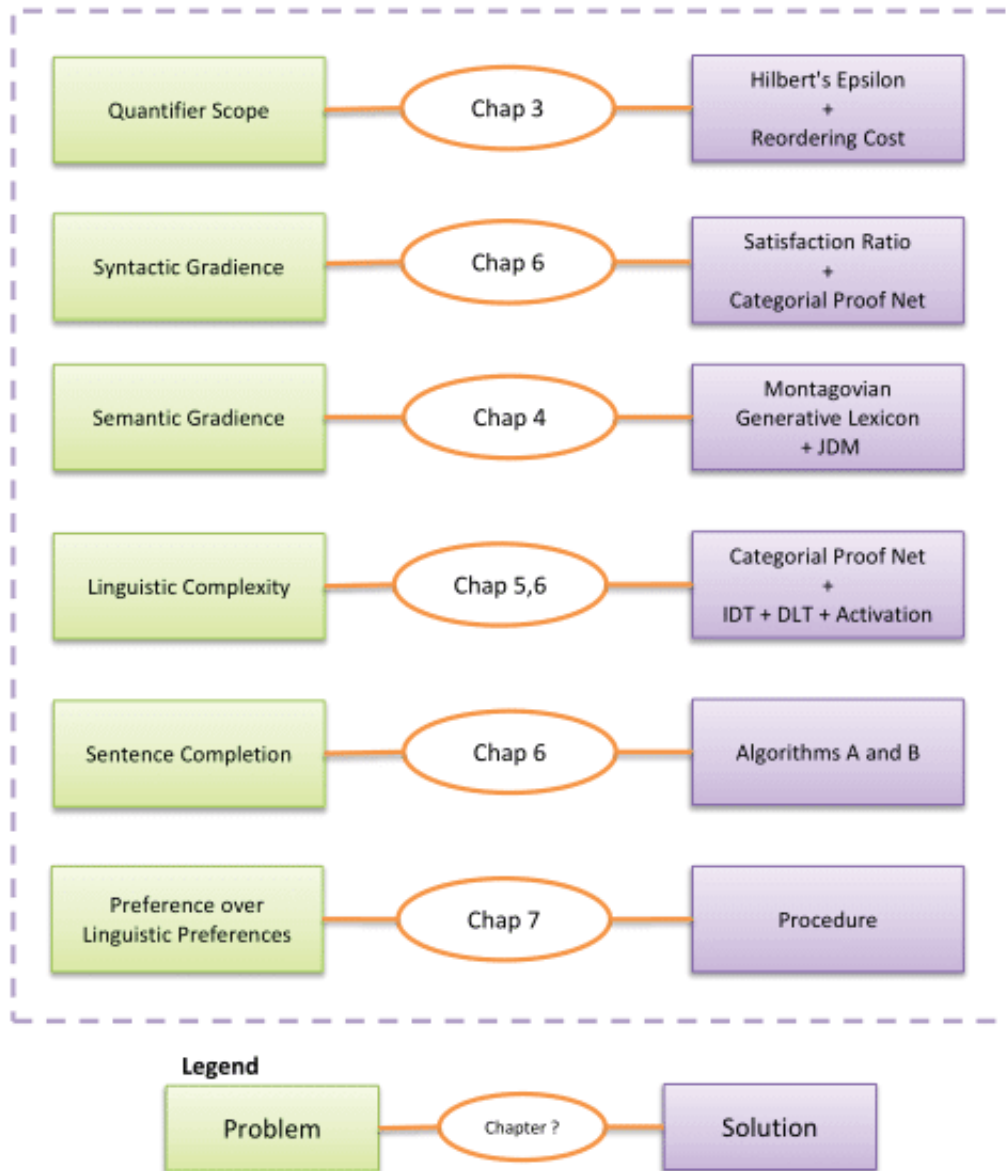 Quantifier Scope
Chap 3
Hilbert's Epsilon
+
Reordering Cost
Syntactic Gradience
Chap 6
Satisfaction Ratio
+
Categorial Proof Net
Semantic Gradience
Chap 4
Montagovian
Generative Lexicon
+ JDM
Linguistic Complexity
Chap 5,6
Categorial Proof Net
+
IDT + DLT + Activation
Sentence Completion
Chap 6
Algorithms A and B
Preference over
Linguistic Preferences
Chap 7
Procedure
Legend
Problem
Chapter ?
Solution